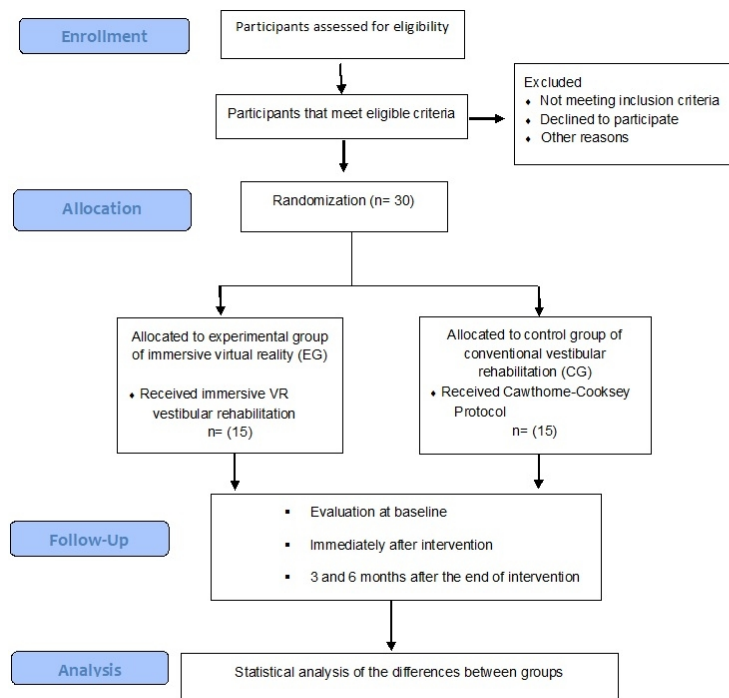 Enrollment
Participants assessed for eligibility
Participants that meet eligible criteria
Excluded
♦ Not meeting inclusion criteria
♦ Declined to participate
♦ Other reasons
Allocation
Randomization (n= 30)
Allocated to experimental group
of immersive virtual reality (EG)
♦ Received immersive VR
vestibular rehabilitation
n= (15)
Allocated to control group of
conventional vestibular
rehabilitation (CG)
♦ Received Cawthorne-Cooksey
Protocol
n= (15)
Follow-Up
▪ Evaluation at baseline
▪ Immediately after intervention
▪ 3 and 6 months after the end of intervention
Analysis
Statistical analysis of the differences between groups